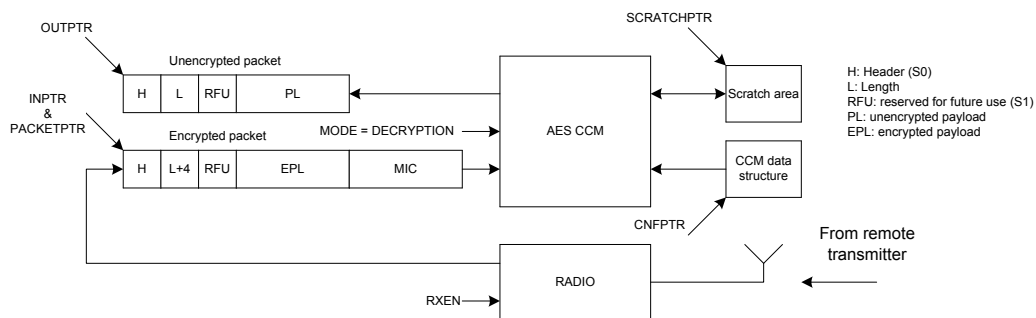 OUTPTR
SCRATCHPTR
Unencrypted packet
H L RFU PL
INPTR
&
PACKETPTR
Encrypted packet
H L+4 RFU EPL MIC
MODE = DECRYPTION
AES CCM
Scratch area
CCM data
structure
CNFPTR
H: Header (S0)
L: Length
RFU: reserved for future use (S1)
PL: unencrypted payload
EPL: encrypted payload
From remote
transmitter
RADIO
RXEN